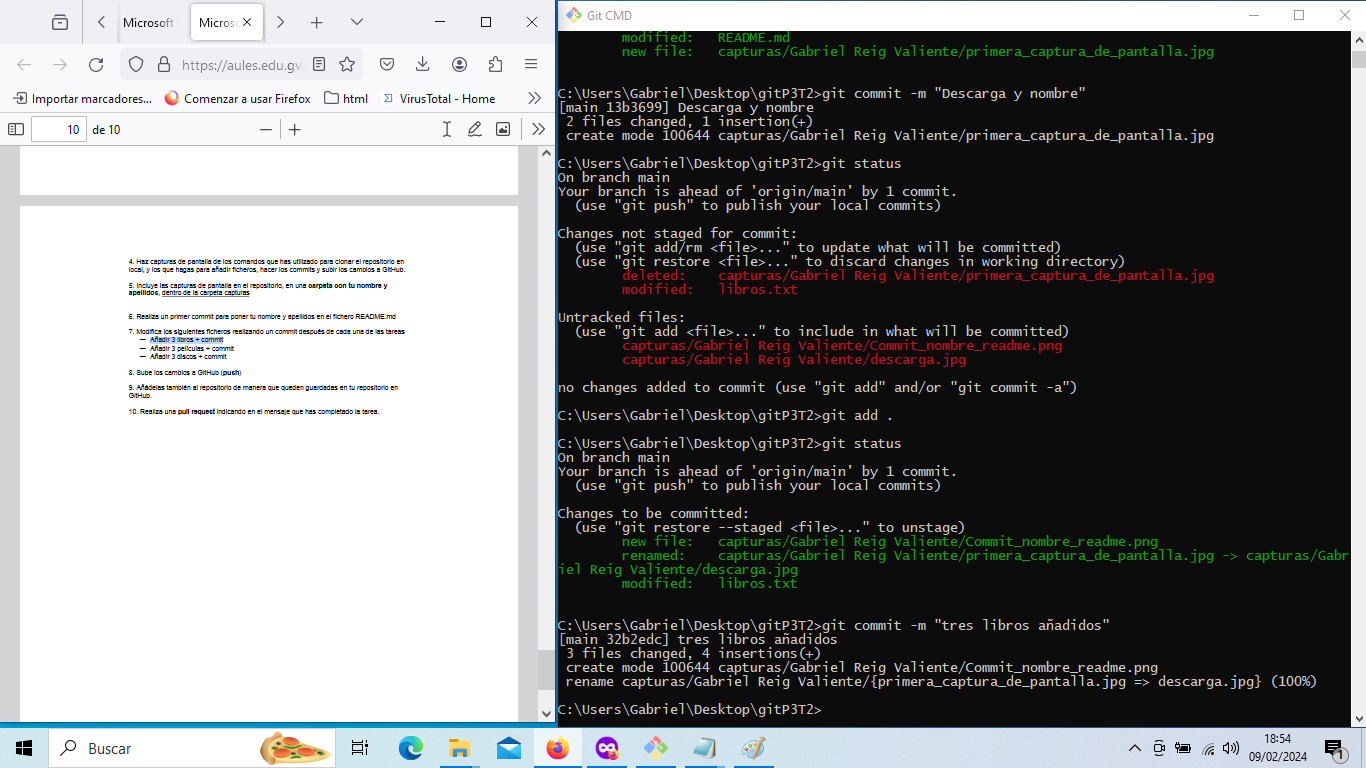 Microsoft
Micros
https://aules.edu.gv
Importar marcadores...
Comenzar a usar Firefox
html
VirusTotal - Home
10
de 10
4. Haz capturas de pantalla de los comandos que has utilizado para clonar el repositorio en
local, y los que hagas para añadir ficheros, hacer los commits y subir los cambios a GitHub.
5. Incluye las capturas de pantalla en el repositorio, en una carpeta con tu nombre y
apellidos, dentro de la carpeta capturas
6. Realiza un primer commit para poner tu nombre y apellidos en el fichero README.md
7. Modifica los siguientes ficheros realizando un commit después de cada una de las tareas
— Añadir 3 libros + commit
— Añadir 3 películas + commit
— Añadir 3 discos + commit
8. Sube los cambios a GitHub (push)
9. Añádelas también al repositorio de manera que queden guardadas en tu repositorio en
GitHub.
10. Realiza una pull request indicando en el mensaje que has completado la tarea.
Git CMD
modified:   README.md
new file:   capturas/Gabriel Reig Valiente/primera_captura_de_pantalla.jpg
C:\Users\Gabriel\Desktop\gitP3T2>git commit -m "Descarga y nombre"
[main 13b3699] Descarga y nombre
2 files changed, 1 insertion(+)
create mode 100644 capturas/Gabriel Reig Valiente/primera_captura_de_pantalla.jpg
C:\Users\Gabriel\Desktop\gitP3T2>git status
On branch main
Your branch is ahead of 'origin/main' by 1 commit.
(use "git push" to publish your local commits)
Changes not staged for commit:
(use "git add/rm <file>..." to update what will be committed)
(use "git restore <file>..." to discard changes in working directory)
deleted:    capturas/Gabriel Reig Valiente/primera_captura_de_pantalla.jpg
modified:   libros.txt
Untracked files:
(use "git add <file>..." to include in what will be committed)
capturas/Gabriel Reig Valiente/Commit_nombre_readme.png
capturas/Gabriel Reig Valiente/descarga.jpg
no changes added to commit (use "git add" and/or "git commit -a")
C:\Users\Gabriel\Desktop\gitP3T2>git add .
C:\Users\Gabriel\Desktop\gitP3T2>git status
On branch main
Your branch is ahead of 'origin/main' by 1 commit.
(use "git push" to publish your local commits)
Changes to be committed:
(use "git restore --staged <file>..." to unstage)
new file:   capturas/Gabriel Reig Valiente/Commit_nombre_readme.png
renamed:    capturas/Gabriel Reig Valiente/primera_captura_de_pantalla.jpg -> capturas/Gabr
iel Reig Valiente/descarga.jpg
modified:   libros.txt
C:\Users\Gabriel\Desktop\gitP3T2>git commit -m "tres libros añadidos"
[main 32b2edc] tres libros añadidos
3 files changed, 4 insertions(+)
create mode 100644 capturas/Gabriel Reig Valiente/Commit_nombre_readme.png
rename capturas/Gabriel Reig Valiente/{primera_captura_de_pantalla.jpg => descarga.jpg} (100%)
C:\Users\Gabriel\Desktop\gitP3T2>
Buscar
18:54
09/02/2024
1